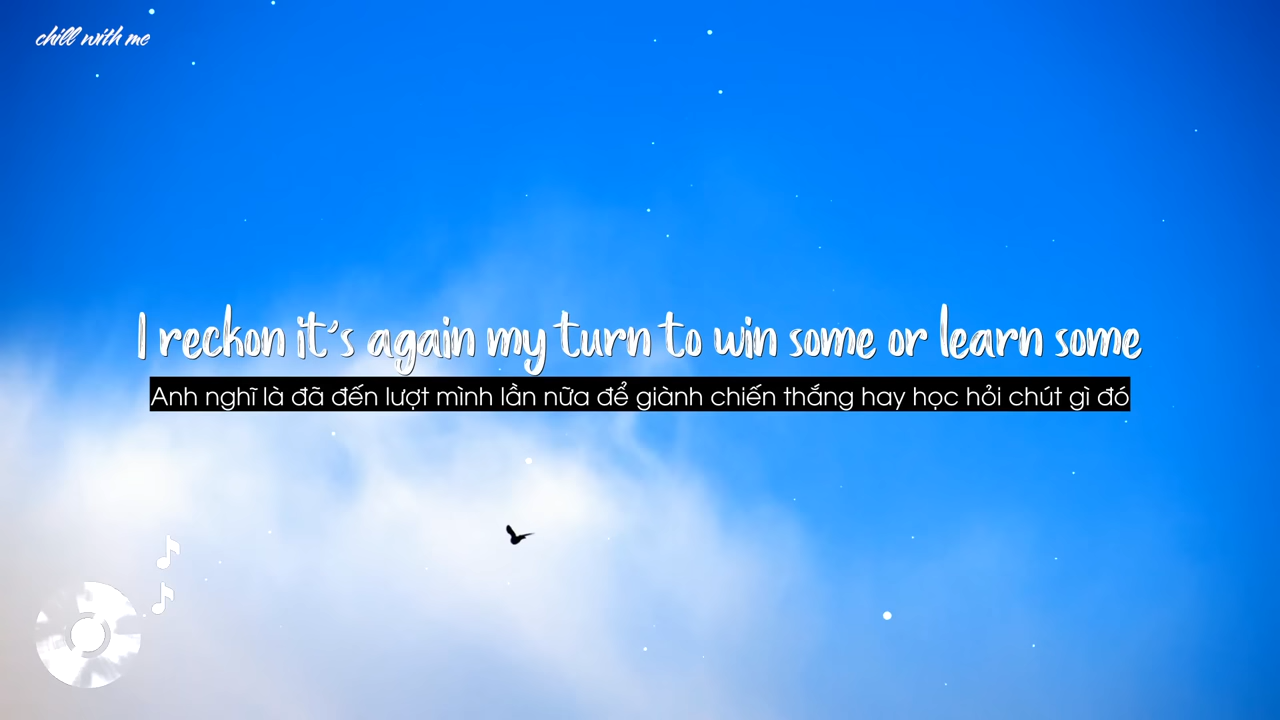 chill with me
I reckon it's again my turn to win some or learn some
Anh nghĩ là đã đến lượt mình lần nữa để giành chiến thắng hay học hỏi chút gì đó